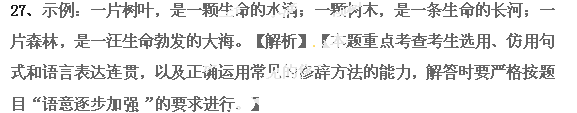 27、示例：一片树叶，是一颗生命的水滴；一颗树木，是一条生命的长河；一
片森林，是一汪生命勃发的大海。【解析】【本题重点考查考生选用、仿用句
式和语言表达连贯，以及正确运用常见的修辞方法的能力，解答时要严格按题
目“语意逐步加强”的要求进行.】